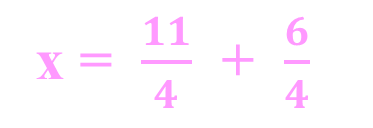 x = 11/4 + 6/4